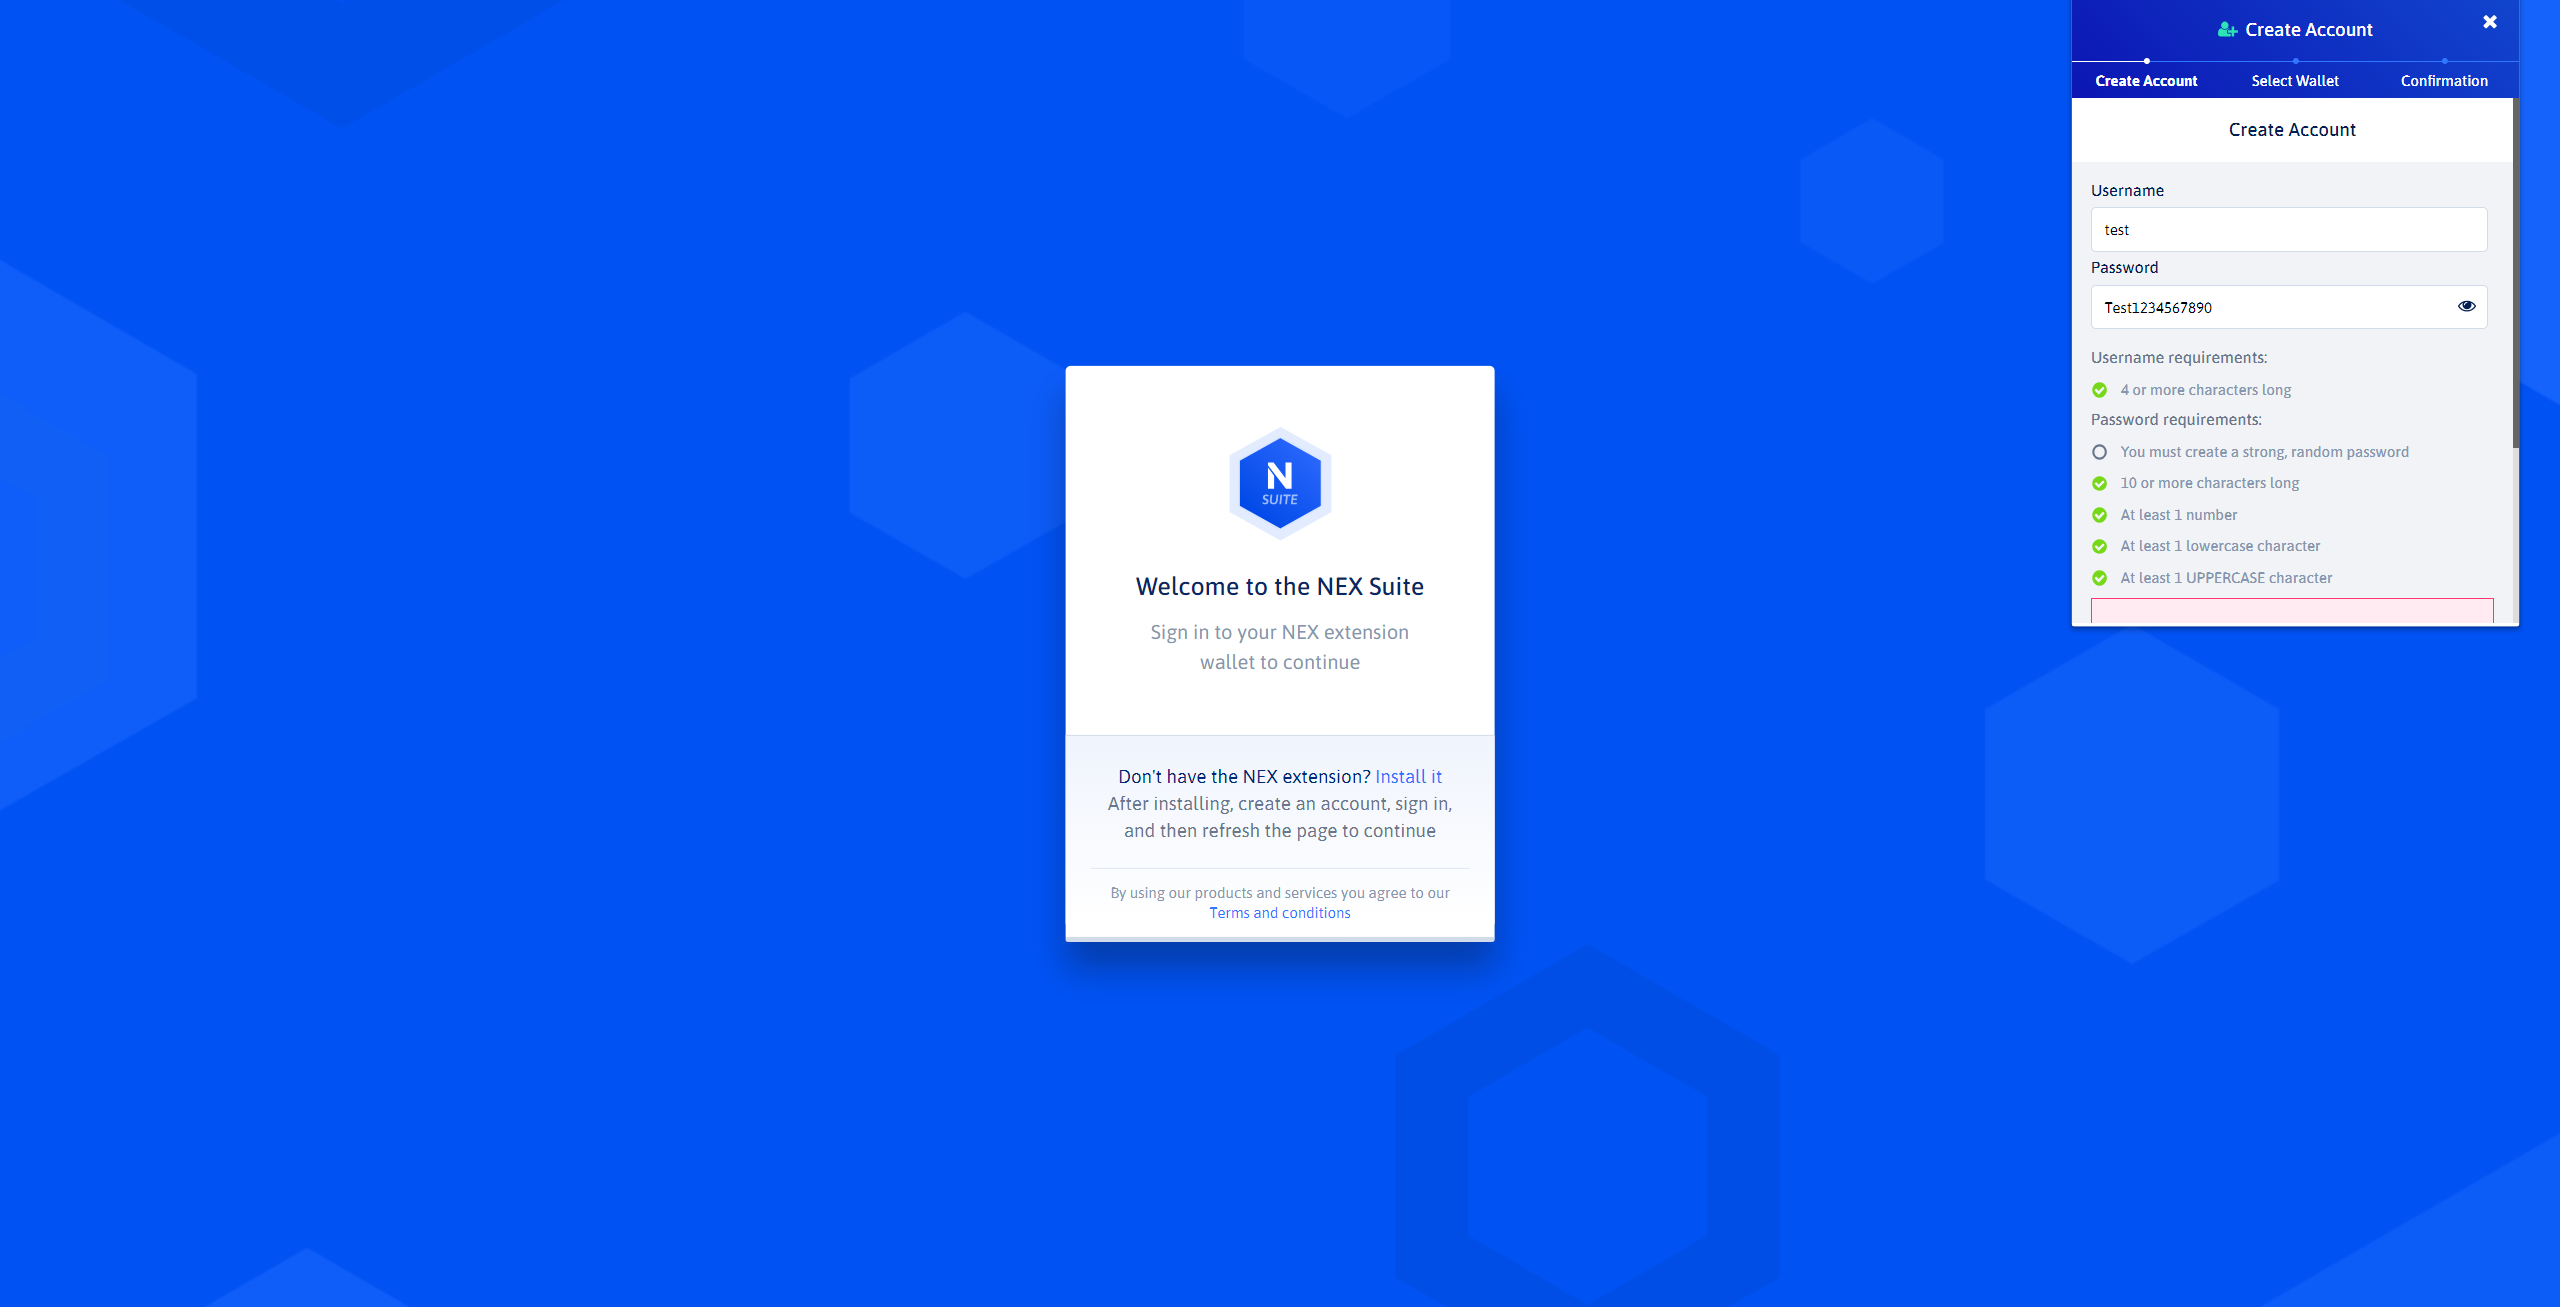 Create Account
Create Account
Select Wallet
Confirmation
Create Account
Username
test
Password
Test1234567890
Username requirements:
4 or more characters long
Password requirements:
You must create a strong, random password
10 or more characters long
At least 1 number
At least 1 lowercase character
At least 1 UPPERCASE character
N
SUITE
Welcome to the NEX Suite
Sign in to your NEX extension
wallet to continue
Don't have the NEX extension? Install it
After installing, create an account, sign in,
and then refresh the page to continue
By using our products and services you agree to our
Terms and conditions